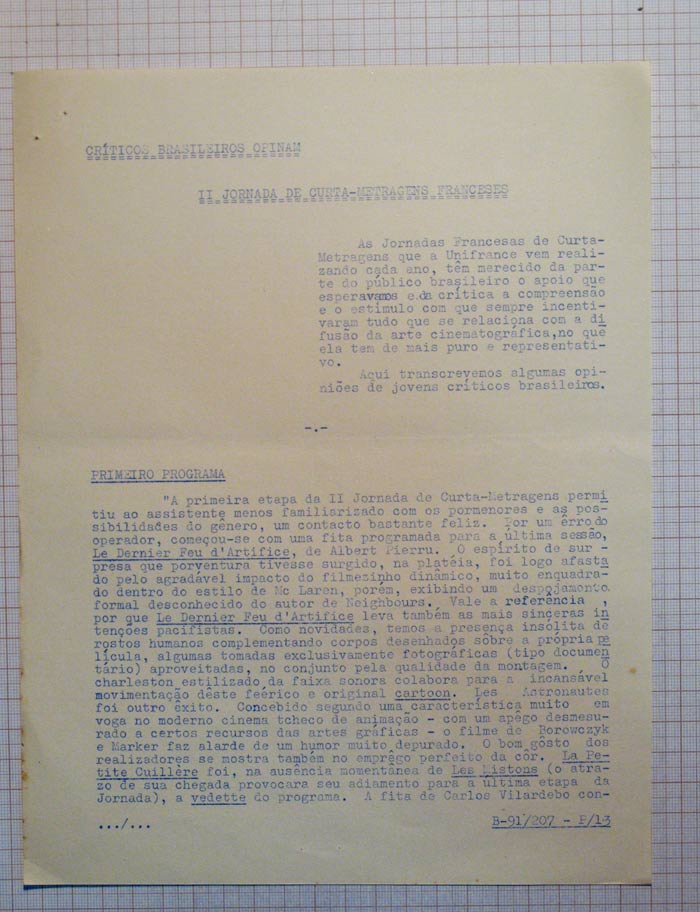 CRÍTICOS BRASILEIROS OPINAM
II JORNADA DE CURTA-METRAGENS FRANCESES
As Jornadas Francesas de Curta-
Metragens que a Unifrance vem reali-
zando cada ano, têm merecido da par-
te do público brasileiro o apoio que
esperavamos e da crítica a compreensão
e o estímulo com que sempre incenti-
varam tudo que se relaciona com a di
fusão da arte cinematográfica,no que
ela tem de mais puro e representati-
vo.
Aqui transcrevemos algumas opi-
niões de jovens críticos brasileiros.
-.-
PRIMEIRO PROGRAMA
"A primeira etapa da II Jornada de Curta-Metragens permi
tiu ao assistente menos familiarizado com os pormenores e as pos-
sibilidades do gênero, um contacto bastante feliz. Por um êrro do
operador, começou-se com uma fita programada para a última sessão,
Le Dernier Feu d'Artifice, de Albert Pierru. O espírito de sur -
presa que porventura tivesse surgido, na platéia, foi logo afasta
do pelo agradável impacto do filmezinho dinâmico, muito enquadra-
do dentro do estilo de Mc Laren, porém, exibindo um despojamento
formal desconhecido do autor de Neighbours. Vale a referência ,
por que Le Dernier Feu d'Artifice leva também as mais sinceras in
tenções pacifistas. Como novidades, temos a presença insólita de
rostos humanos complementando corpos desenhados sôbre a própria pe
lícula, algumas tomadas exclusivamente fotográficas (tipo documen
tário) aproveitadas, no conjunto pela qualidade da montagem. O
charleston estilizado da faixa sonora colabora para a incansável
movimentação dêste feérico e original cartoon. Les Astronautes
foi outro êxito. Concebido segundo uma característica muito em
voga no moderno cinema tcheco de animação - com um apêgo desmesu-
rado a certos recursos das artes gráficas - o filme de Borowczyk
e Marker faz alarde de um humor muito depurado. O bom gôsto dos
realizadores se mostra também no emprêgo perfeito da côr. La Pe-
tite Cuillère foi, na ausência momentânea de Les Mistons (o atra-
zo de sua chegada provocara seu adiamento para a última etapa da
Jornada), a vedette do programa. A fita de Carlos Vilardebo con-
.../...
B-91/207 - P/13